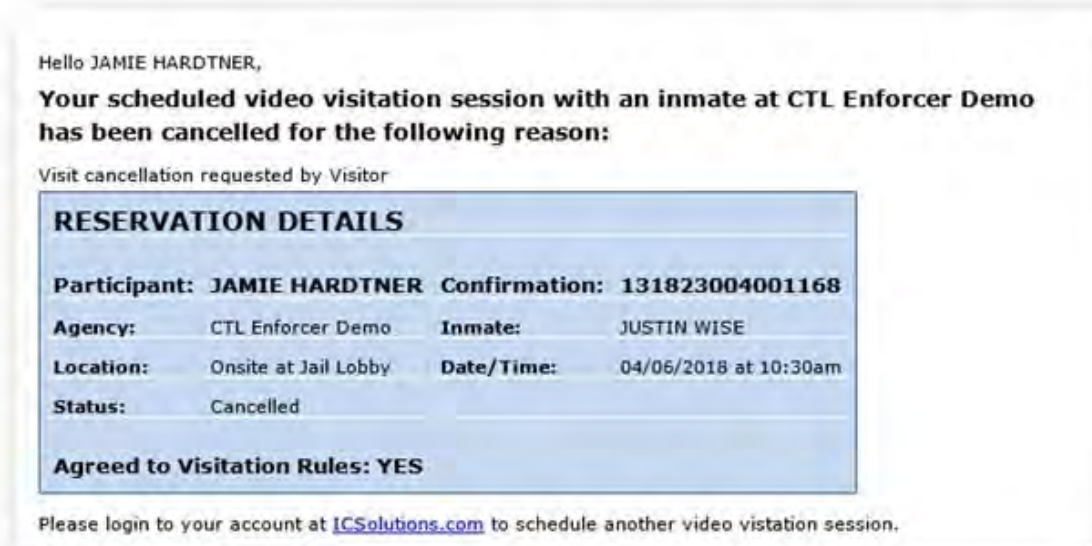 Hello JAMIE HARDTNER,
Your scheduled video visitation session with an inmate at CTL Enforcer Demo
has been cancelled for the following reason:
Visit cancellation requested by Visitor
RESERVATION DETAILS
Participant: JAMIE HARDTNER Confirmation: 131823004001168
Agency: CTL Enforcer Demo Inmate: JUSTIN WISE
Location: Onsite at Jail Lobby Date/Time: 04/06/2018 at 10:30am
Status: Cancelled
Agreed to Visitation Rules: YES
Please login to your account at ICSolutions.com to schedule another video vistation session.